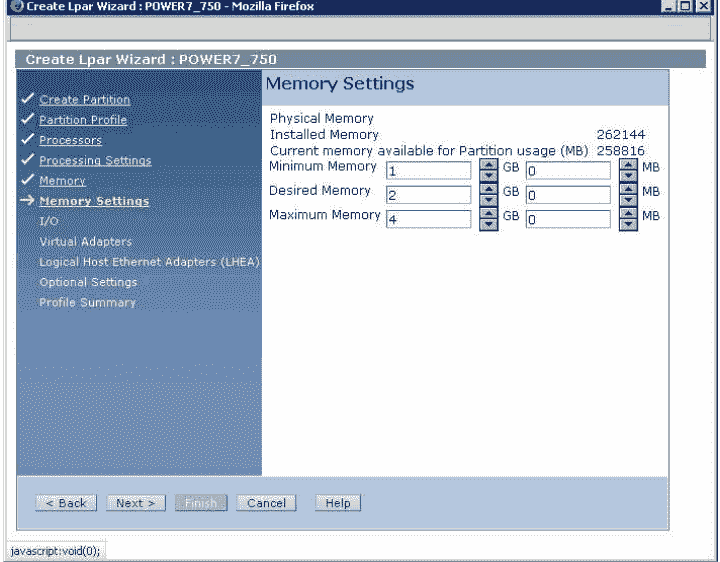 Create Lpar Wizard : POWER7_750 - Mozilla Firefox
Create Lpar Wizard : POWER7_750
Create Partition
Partition Profile
Processors
Processing Settings
Memory
Memory Settings
I/O
Virtual Adapters
Logical Host Ethernet Adapters (LHEA)
Optional Settings
Profile Summary
Memory Settings
Physical Memory
Installed Memory 262144
Current memory available for Partition usage (MB) 258816
Minimum Memory 1 GB 0 MB
Desired Memory 2 GB 0 MB
Maximum Memory 4 GB 0 MB
< Back Next > Finish Cancel Help
javascript:void(0);